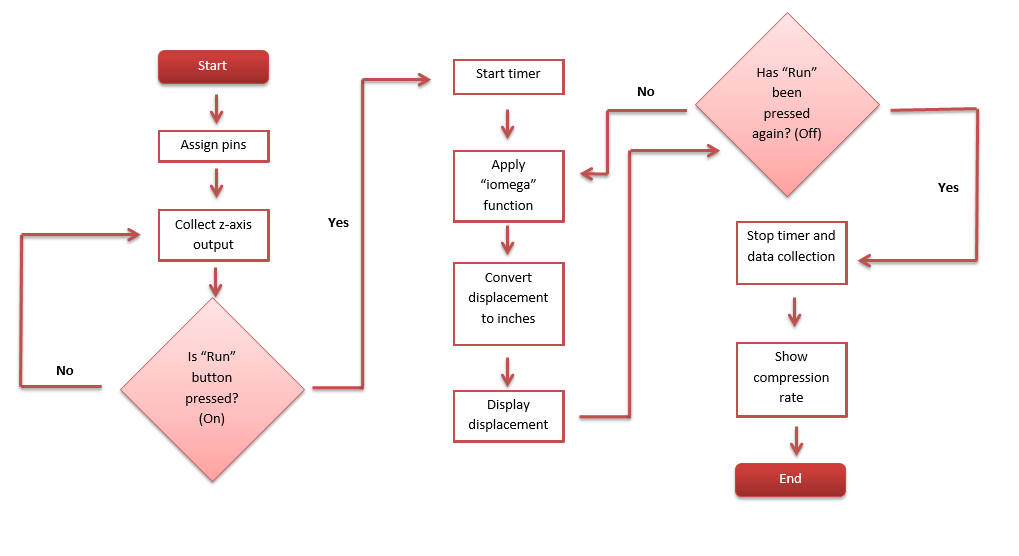 Start
Assign pins
Collect z-axis
output
Is “Run”
button
pressed?
(On)
No
Yes
Start timer
Apply
“iomega”
function
Convert
displacement
to inches
Display
displacement
Has “Run”
been
pressed
again? (Off)
No
Yes
Stop timer and
data collection
Show
compression
rate
End